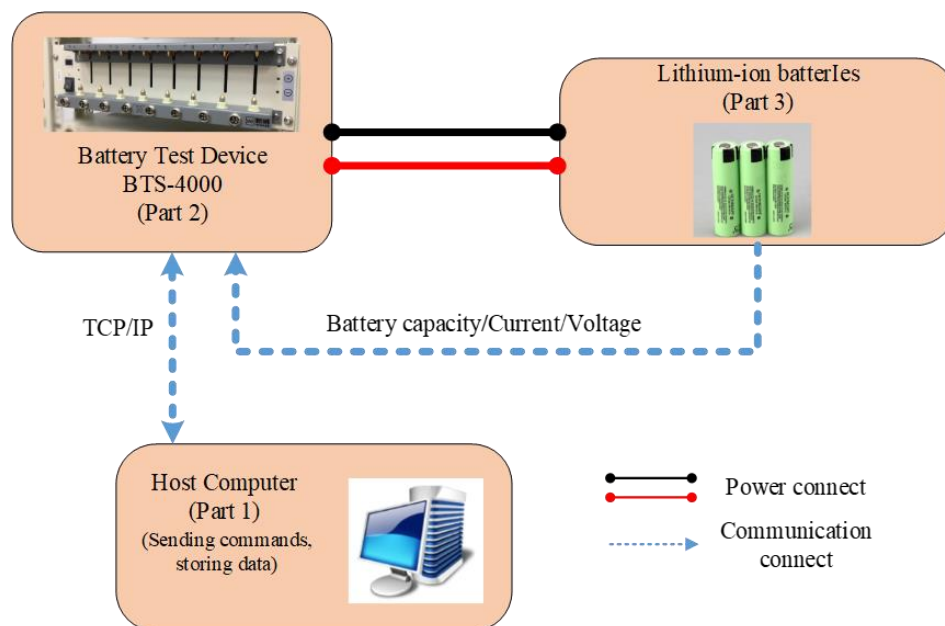 Battery Test Device
BTS-4000
(Part 2)
Lithium-ion batterIes
(Part 3)
TCP/IP
Battery capacity/Current/Voltage
Host Computer
(Part 1)
(Sending commands,
storing data)
Power connect
Communication
connect